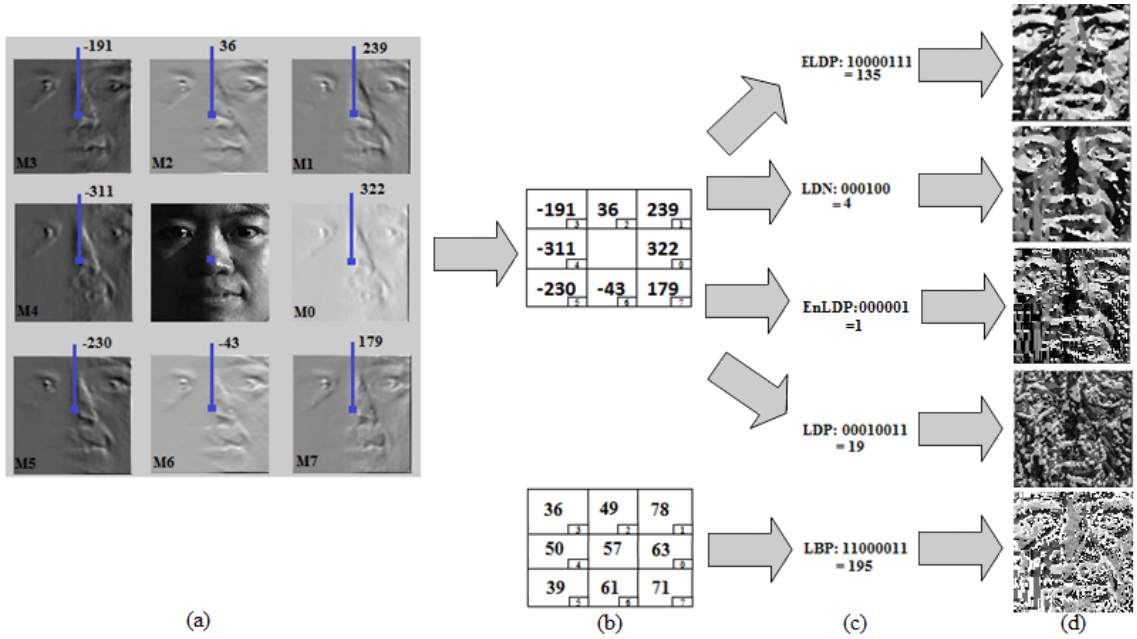 -191 36 239
M3 M2 M1
-311 322
M4 M0
-230 -43 179
M5 M6 M7
(a)
-191 36 239
3 2 1
-311 322
4 0
-230 -43 179
5 6 7
36 49 78
3 2 1
50 57 63
4 0
39 61 71
5 6 7
(b)
ELDP: 10000111
= 135
LDN: 000100
= 4
EnLDP:000001
=1
LDP: 00010011
= 19
LBP: 11000011
= 195
(c)
(d)